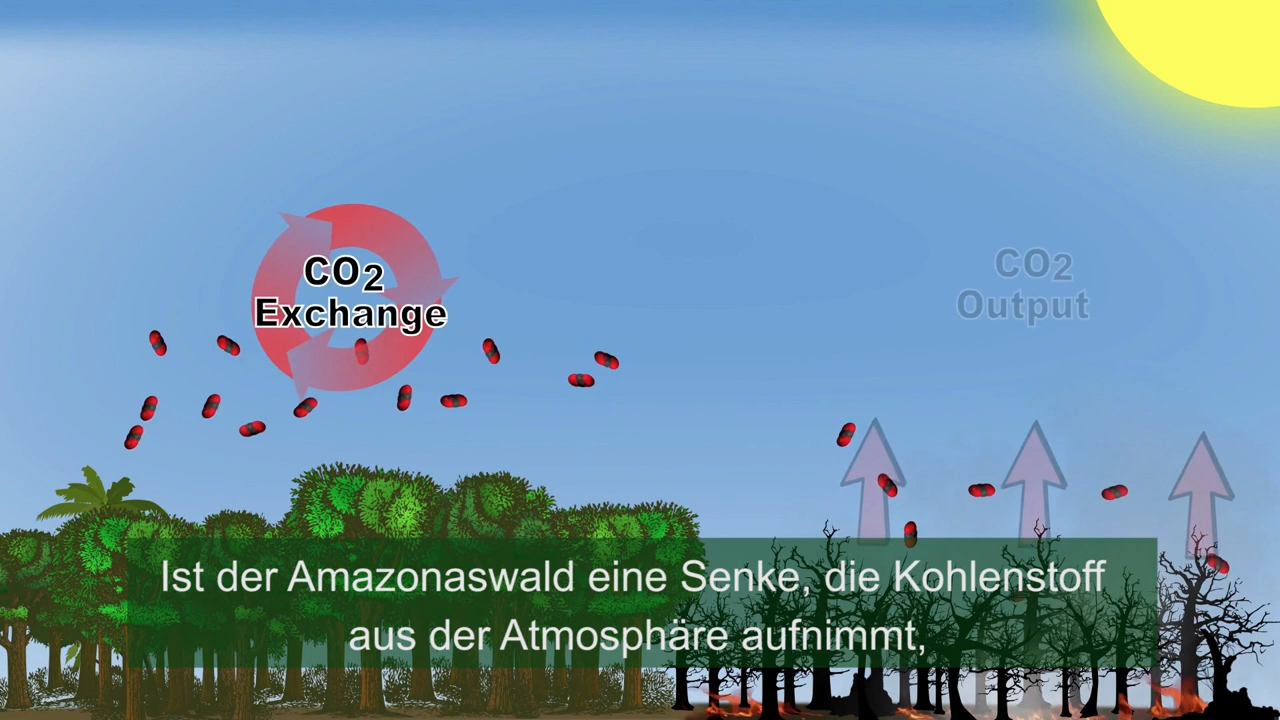 CO2
Exchange
CO2
Output
Ist der Amazonaswald eine Senke, die Kohlenstoff
aus der Atmosphäre aufnimmt,